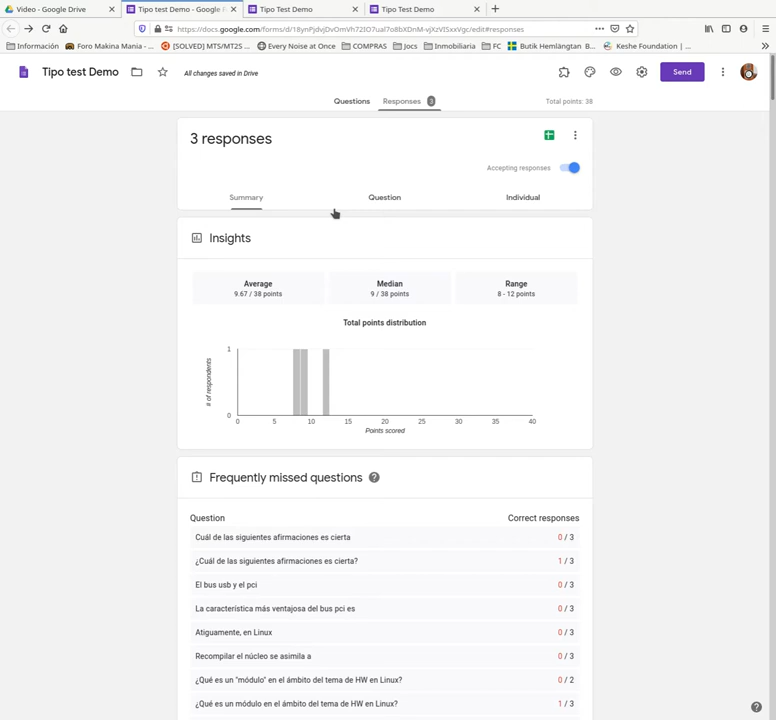 Video - Google Drive
Tipo test Demo - Google F
Tipo Test Demo
Tipo Test Demo
Información
Foro Makina Mania - ...
[SOLVED] MTS/MT2S ...
Every Noise at Once
COMPRAS
Jocs
Inmobiliaria
FC
Butik Hemlängtan B...
Keshe Foundation | ...
Tipo test Demo
All changes saved in Drive
Send
Questions
Responses 3
Total points: 38
3 responses
Accepting responses
Summary
Question
Individual
Insights
Average
9.67 / 38 points
Median
9 / 38 points
Range
8 - 12 points
Total points distribution
# of respondents
1
0
0 5 10 15 20 25 30 35 40
Points scored
Frequently missed questions
Question Correct responses
Cuál de las siguientes afirmaciones es cierta 0 / 3
¿Cuál de las siguientes afirmaciones es cierta? 1 / 3
El bus usb y el pci 0 / 3
La característica más ventajosa del bus pci es 0 / 3
Atiguamente, en Linux 0 / 3
Recompilar el núcleo se asimila a 0 / 3
¿Qué es un "módulo" en el ámbito del tema de HW en Linux? 0 / 2
¿Qué es un módulo en el ámbito del tema de HW en Linux? 1 / 3